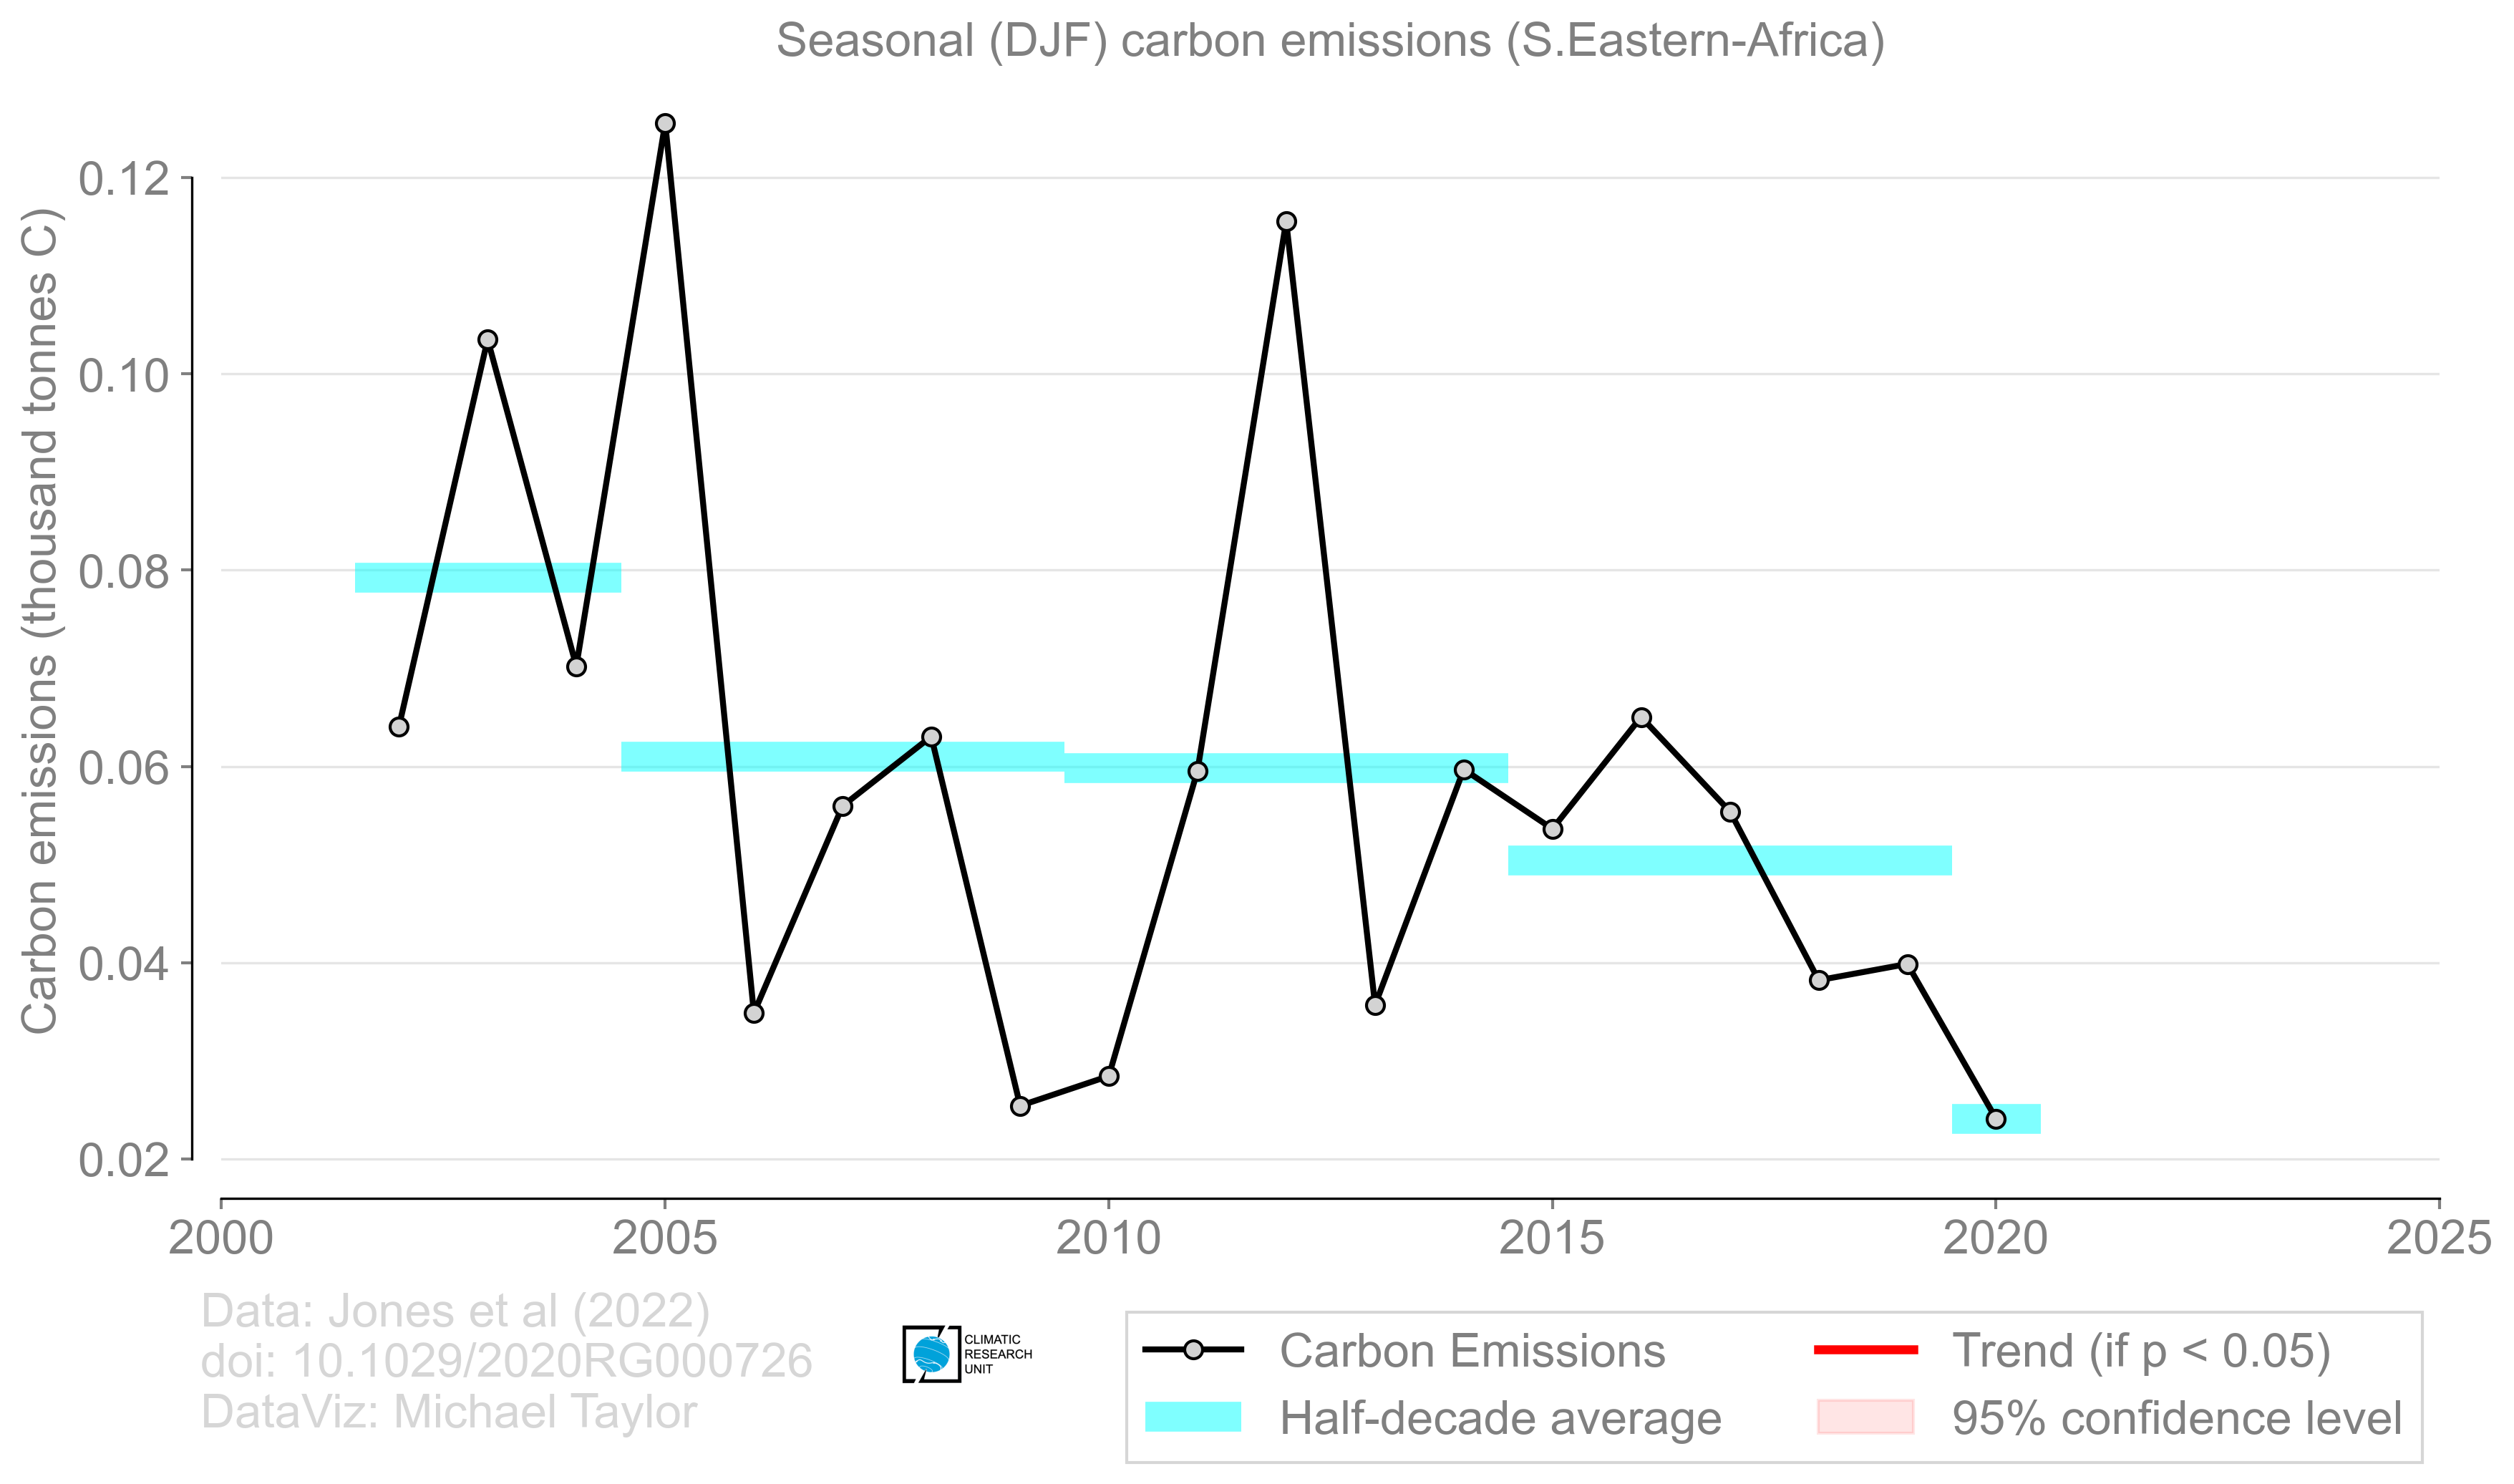 Seasonal (DJF) carbon emissions (S.Eastern-Africa)
Carbon emissions (thousand tonnes C)
0.12
0.10
0.08
0.06
0.04
0.02
2000 2005 2010 2015 2020 2025
Data: Jones et al (2022)
doi: 10.1029/2020RG000726
DataViz: Michael Taylor
CLIMATIC
RESEARCH
UNIT
Carbon Emissions
Half-decade average
Trend (if p < 0.05)
95% confidence level